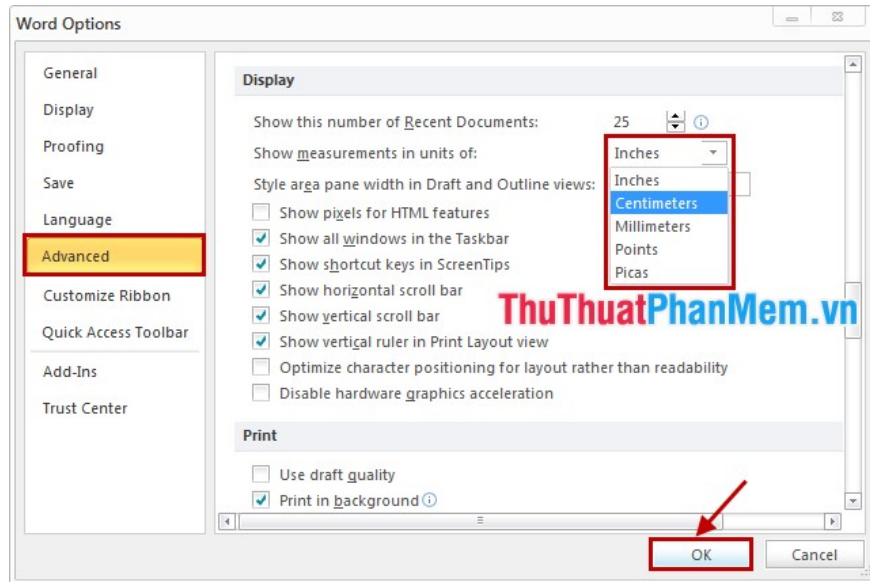 Word Options
General
Display
Proofing
Save
Language
Advanced
Customize Ribbon
Quick Access Toolbar
Add-Ins
Trust Center
Display
Show this number of Recent Documents: 25
Show measurements in units of: Inches
Style area pane width in Draft and Outline views:
Inches
Centimeters
Millimeters
Points
Picas
Show pixels for HTML features
Show all windows in the Taskbar
Show shortcut keys in ScreenTips
Show horizontal scroll bar
Show vertical scroll bar
Show vertical ruler in Print Layout view
Optimize character positioning for layout rather than readability
Disable hardware graphics acceleration
ThuThuatPhanMem.vn
Print
Use draft quality
Print in background
OK Cancel